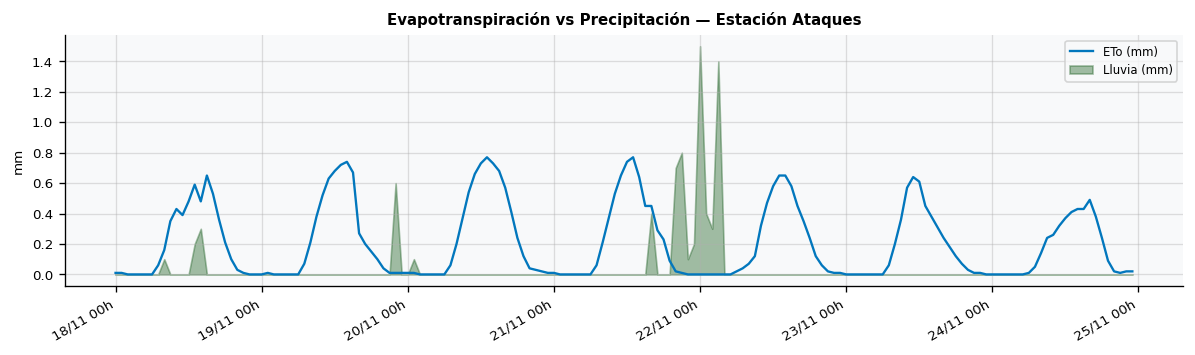 Evapotranspiración vs Precipitación — Estación Ataques
ETo (mm)
Lluvia (mm)
mm
1.4
1.2
1.0
0.8
0.6
0.4
0.2
0.0
18/11 00h
19/11 00h
20/11 00h
21/11 00h
22/11 00h
23/11 00h
24/11 00h
25/11 00h